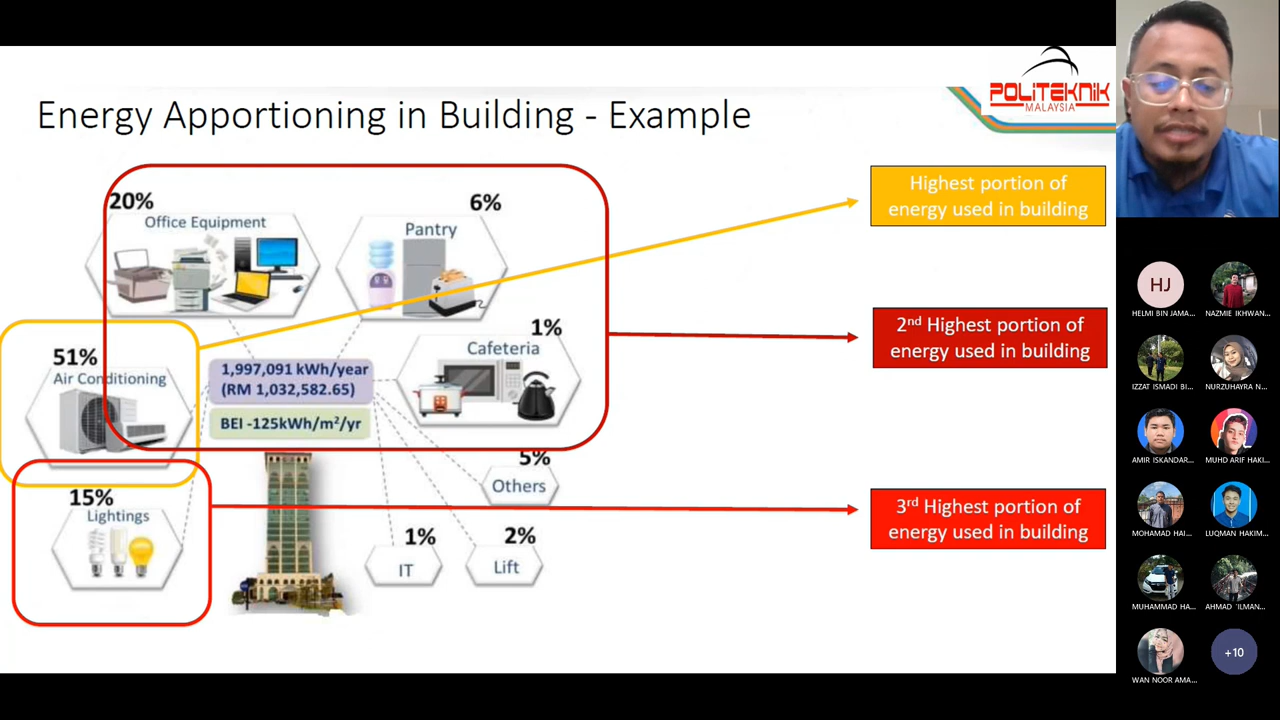 POLITEKNIK
MALAYSIA
Energy Apportioning in Building - Example
20%
Office Equipment
6%
Pantry
1%
Cafeteria
51%
Air Conditioning
1,997,091 kWh/year
(RM 1,032,582.65)
BEI -125kWh/m²/yr
15%
Lightings
5%
Others
1%
IT
2%
Lift
Highest portion of
energy used in building
2nd Highest portion of
energy used in building
3rd Highest portion of
energy used in building
HJ
HELMI BIN JAMA...
NAZMIE IKHWAN...
IZZAT ISMADI BI...
NURZUHAYRA N...
AMIR ISKANDAR...
MUHD ARIF HAKI...
MOHAMAD HAI...
LUQMAN HAKIM...
MUHAMMAD HA...
AHMAD 'ILMAN...
WAN NOOR AMA...
+10